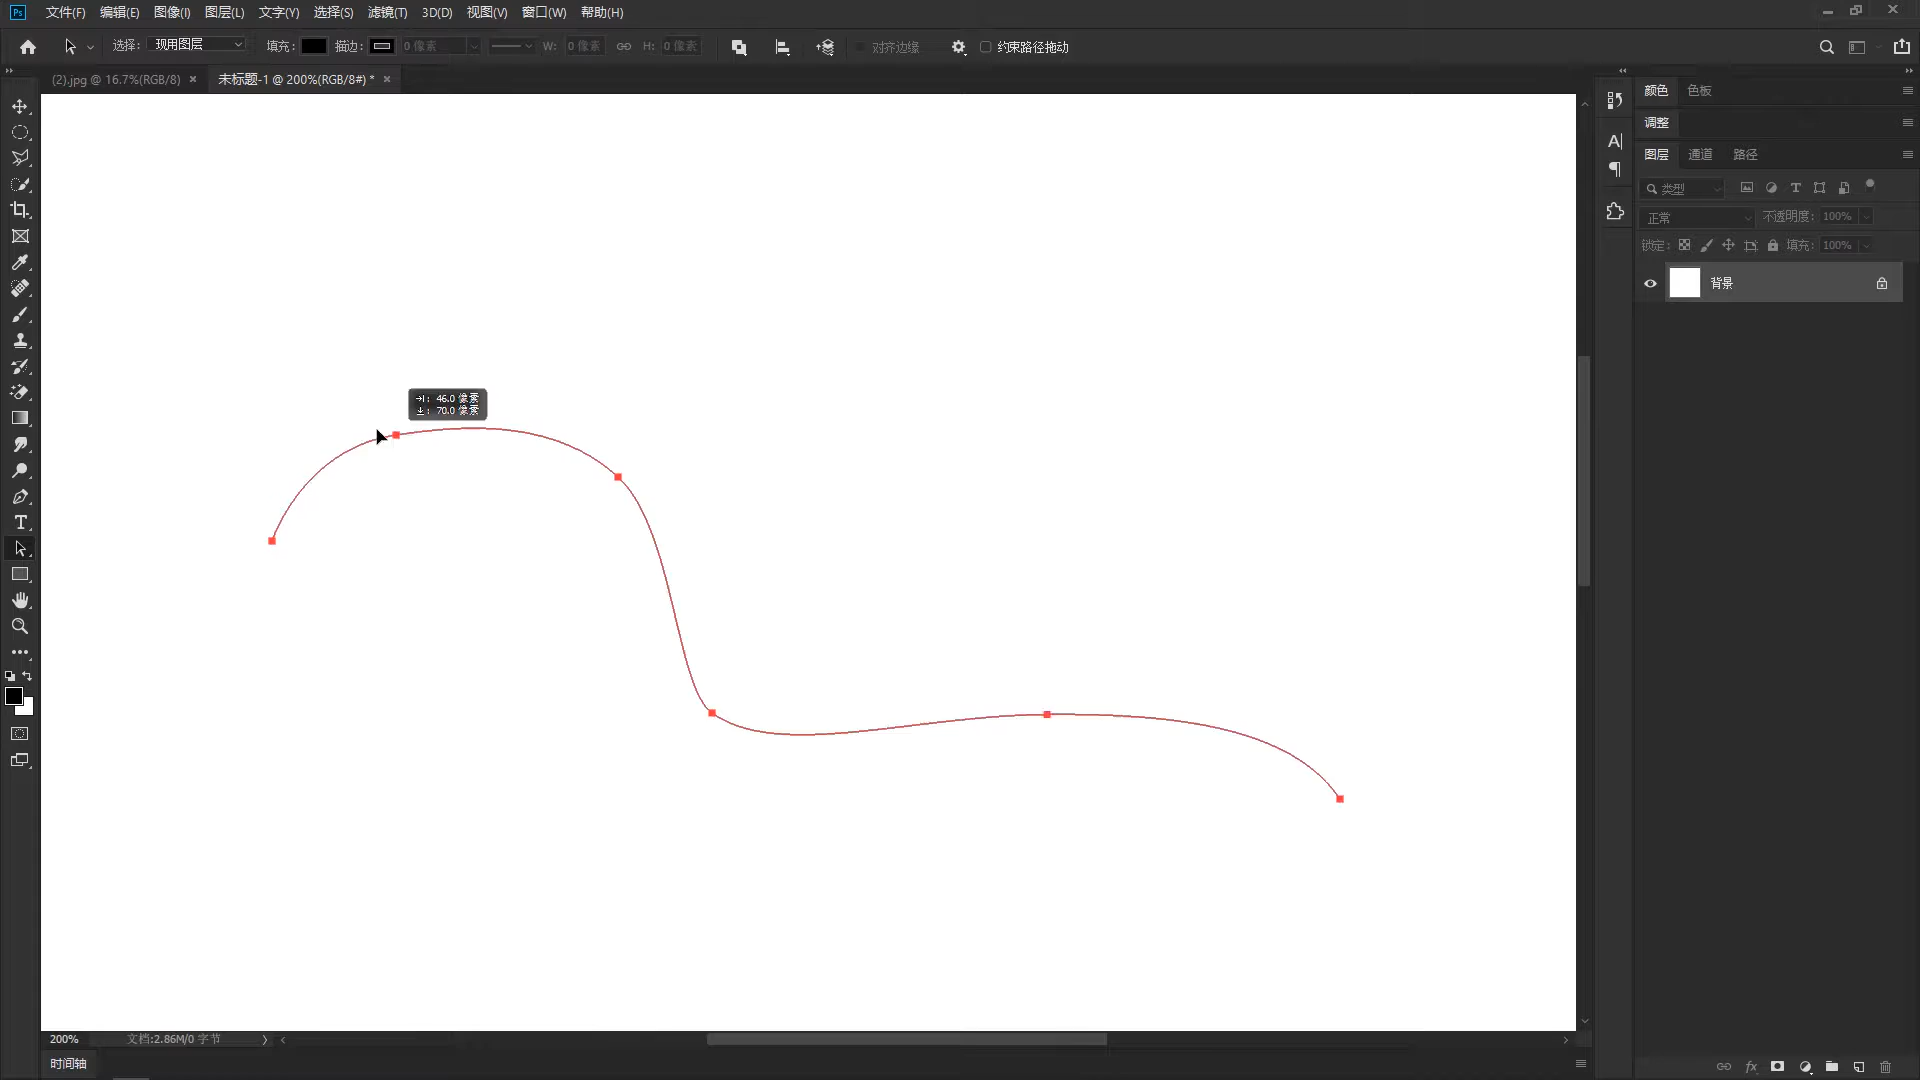 Ps 文件(F) 编辑(E) 图像(I) 图层(L) 文字(Y) 选择(S) 滤镜(T) 3D(D) 视图(V) 窗口(W) 帮助(H)
选择: 现用图层 填充: 描边: 0 像素 W: 0 像素 H: 0 像素 对齐边缘 约束路径拖动
(2).jpg @ 16.7%(RGB/8) × 未标题-1 @ 200%(RGB/8#) * ×
颜色 色板
调整
图层 通道 路径
类型
正常 不透明度: 100%
锁定: 填充: 100%
背景
: 46.0 像素
: 70.0 像素
200% 文档:2.86M/0 字节
时间轴
fx